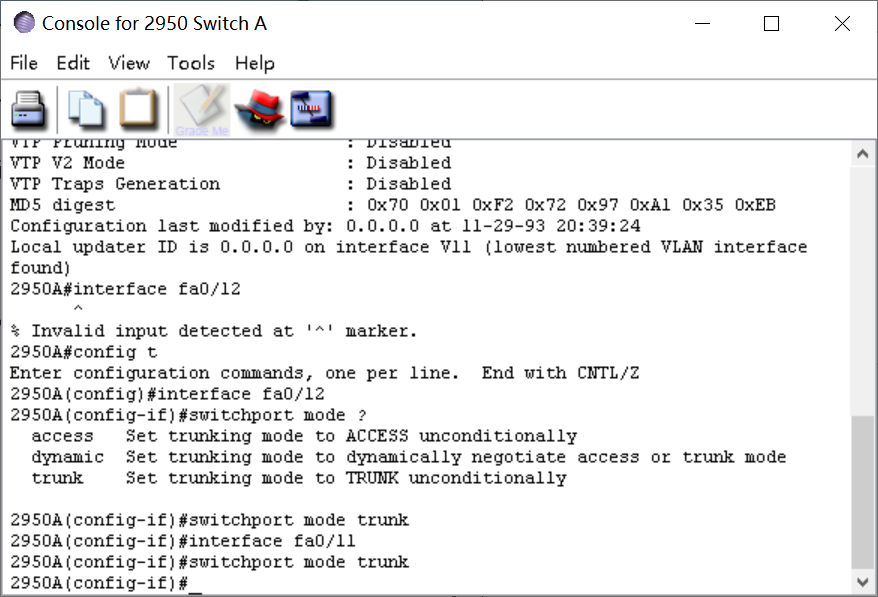 Console for 2950 Switch A
File Edit View Tools Help
Grade Me
VTP Pruning Mode : Disabled
VTP V2 Mode : Disabled
VTP Traps Generation : Disabled
MD5 digest : 0x70 0x01 0xF2 0x72 0x97 0xA1 0x35 0xEB
Configuration last modified by: 0.0.0.0 at 11-29-93 20:39:24
Local updater ID is 0.0.0.0 on interface Vl1 (lowest numbered VLAN interface
found)
2950A#interface fa0/12
^
% Invalid input detected at '^' marker.
2950A#config t
Enter configuration commands, one per line. End with CNTL/Z
2950A(config)#interface fa0/12
2950A(config-if)#switchport mode ?
access Set trunking mode to ACCESS unconditionally
dynamic Set trunking mode to dynamically negotiate access or trunk mode
trunk Set trunking mode to TRUNK unconditionally
2950A(config-if)#switchport mode trunk
2950A(config-if)#interface fa0/11
2950A(config-if)#switchport mode trunk
2950A(config-if)#_